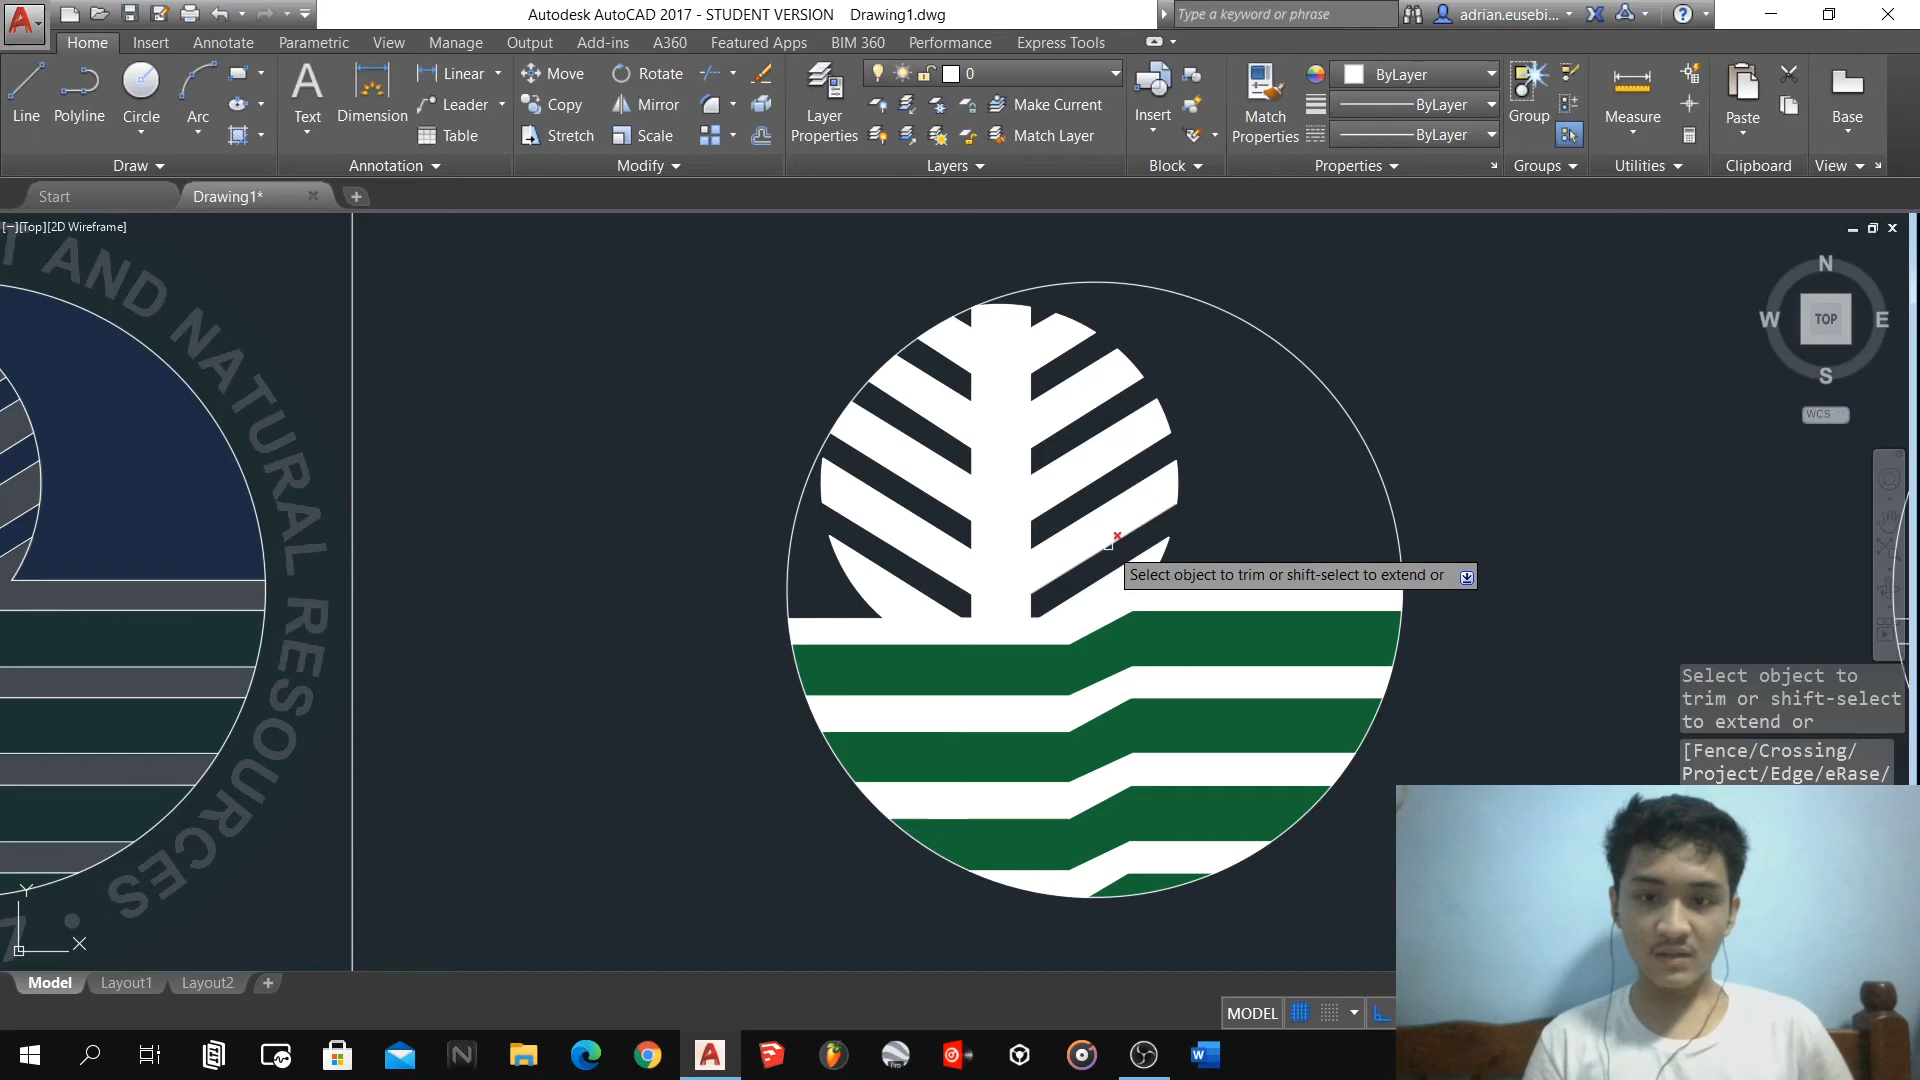 Autodesk AutoCAD 2017 - STUDENT VERSION Drawing1.dwg
Type a keyword or phrase
adrian.eusebi...
Home Insert Annotate Parametric View Manage Output Add-ins A360 Featured Apps BIM 360 Performance Express Tools
Line Polyline Circle Arc
Text Dimension
Linear
Leader
Table
Move Rotate
Copy Mirror
Stretch Scale
Layer Properties
0
Make Current
Match Layer
Insert
Match Properties
ByLayer
ByLayer
ByLayer
Group
Measure
Paste
Base
Draw Annotation Modify Layers Block Properties Groups Utilities Clipboard View
Start Drawing1*
[−][Top][2D Wireframe]
AND NATURAL RESOURCES •
N
W TOP E
S
WCS
Select object to trim or shift-select to extend or
Select object to
trim or shift-select
to extend or
[Fence/Crossing/
Project/Edge/eRase/
Y
X
Model Layout1 Layout2
MODEL